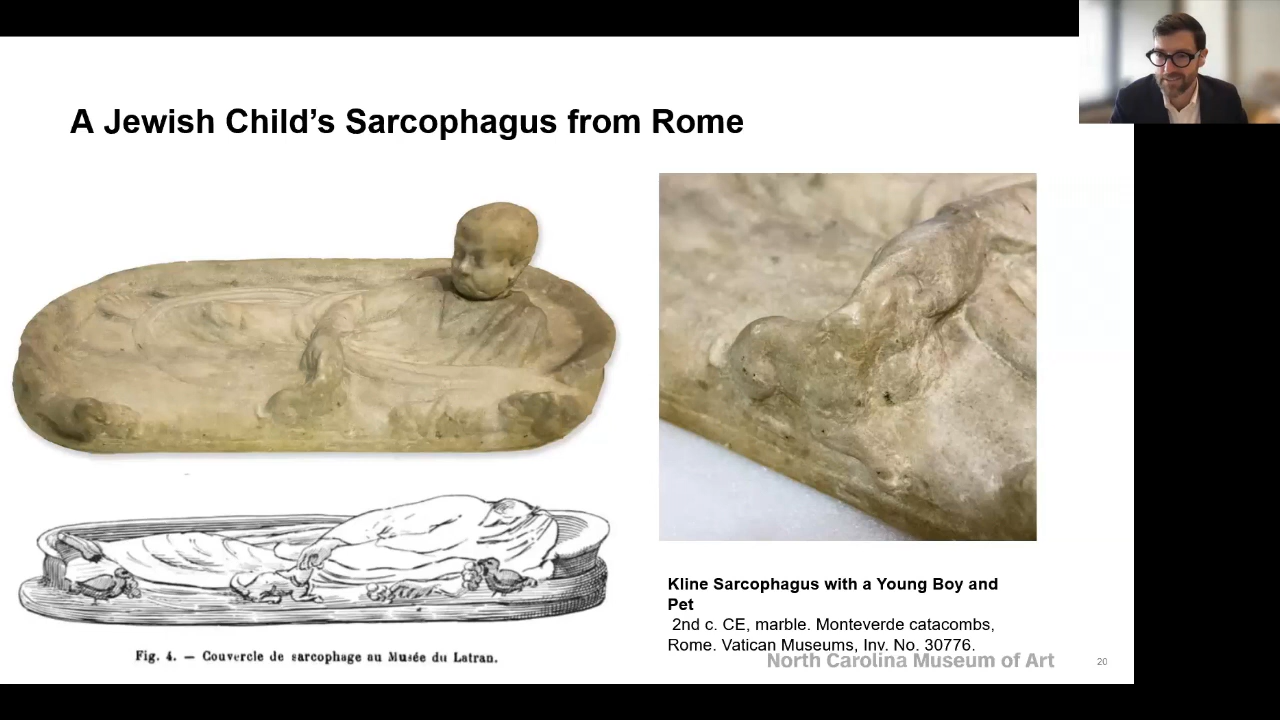 A Jewish Child's Sarcophagus from Rome
Fig. 4. — Couvercle de sarcophage au Musée du Latran.
Kline Sarcophagus with a Young Boy and
Pet
2nd c. CE, marble. Monteverde catacombs,
Rome. Vatican Museums, Inv. No. 30776.
North Carolina Museum of Art
20